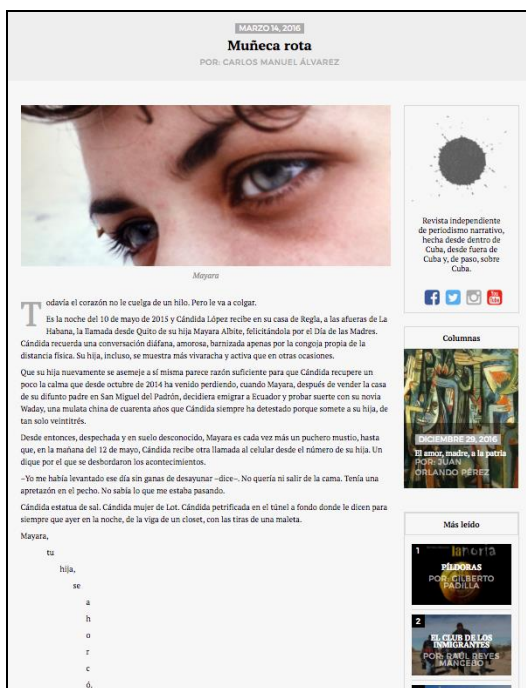 MARZO 14, 2016
Muñeca rota
POR: CARLOS MANUEL ÁLVAREZ
Mayara
Todavía el corazón no le cuelga de un hilo. Pero le va a colgar.
Es la noche del 10 de mayo de 2015 y Cándida López recibe en su casa de Regla, a las afueras de La
Habana, la llamada desde Quito de su hija Mayara Albite, felicitándola por el Día de las Madres.
Cándida recuerda una conversación diáfana, amorosa, barnizada apenas por la congoja propia de la
distancia física. Su hija, incluso, se muestra más vivaracha y activa que en otras ocasiones.
Que su hija nuevamente se asemeje a sí misma parece razón suficiente para que Cándida recupere un
poco la calma que desde octubre de 2014 ha venido perdiendo, cuando Mayara, después de vender la casa
de su difunto padre en San Miguel del Padrón, decidiera emigrar a Ecuador y probar suerte con su novia
Waday, una mulata china de cuarenta años que Cándida siempre ha detestado porque somete a su hija, de
tan solo veintitrés.
Desde entonces, despechada y en suelo desconocido, Mayara es cada vez más un puchero mustio, hasta
que, en la mañana del 12 de mayo, Cándida recibe otra llamada al celular desde el número de su hija. Un
dique por el que se desbordaron los acontecimientos.
–Yo me había levantado ese día sin ganas de desayunar –dice–. No quería ni salir de la cama. Tenía una
apretazón en el pecho. No sabía lo que me estaba pasando.
Cándida estatua de sal. Cándida mujer de Lot. Cándida petrificada en el túnel a fondo donde le dicen para
siempre que ayer en la noche, de la viga de un closet, con las tiras de una maleta.
Mayara,
tu
hija,
se
a
h
o
r
c
ó.
Revista independiente
de periodismo narrativo,
hecha desde dentro de
Cuba, desde fuera de
Cuba y, de paso, sobre
Cuba.
Columnas
DICIEMBRE 29, 2016
El amor, madre, a la patria
POR: JUAN
ORLANDO PÉREZ
Más leído
1
PÍLDORAS
POR: GILBERTO
PADILLA
2
EL CLUB DE LOS
INMIGRANTES
POR: RAÚL REYES
MANCEBO